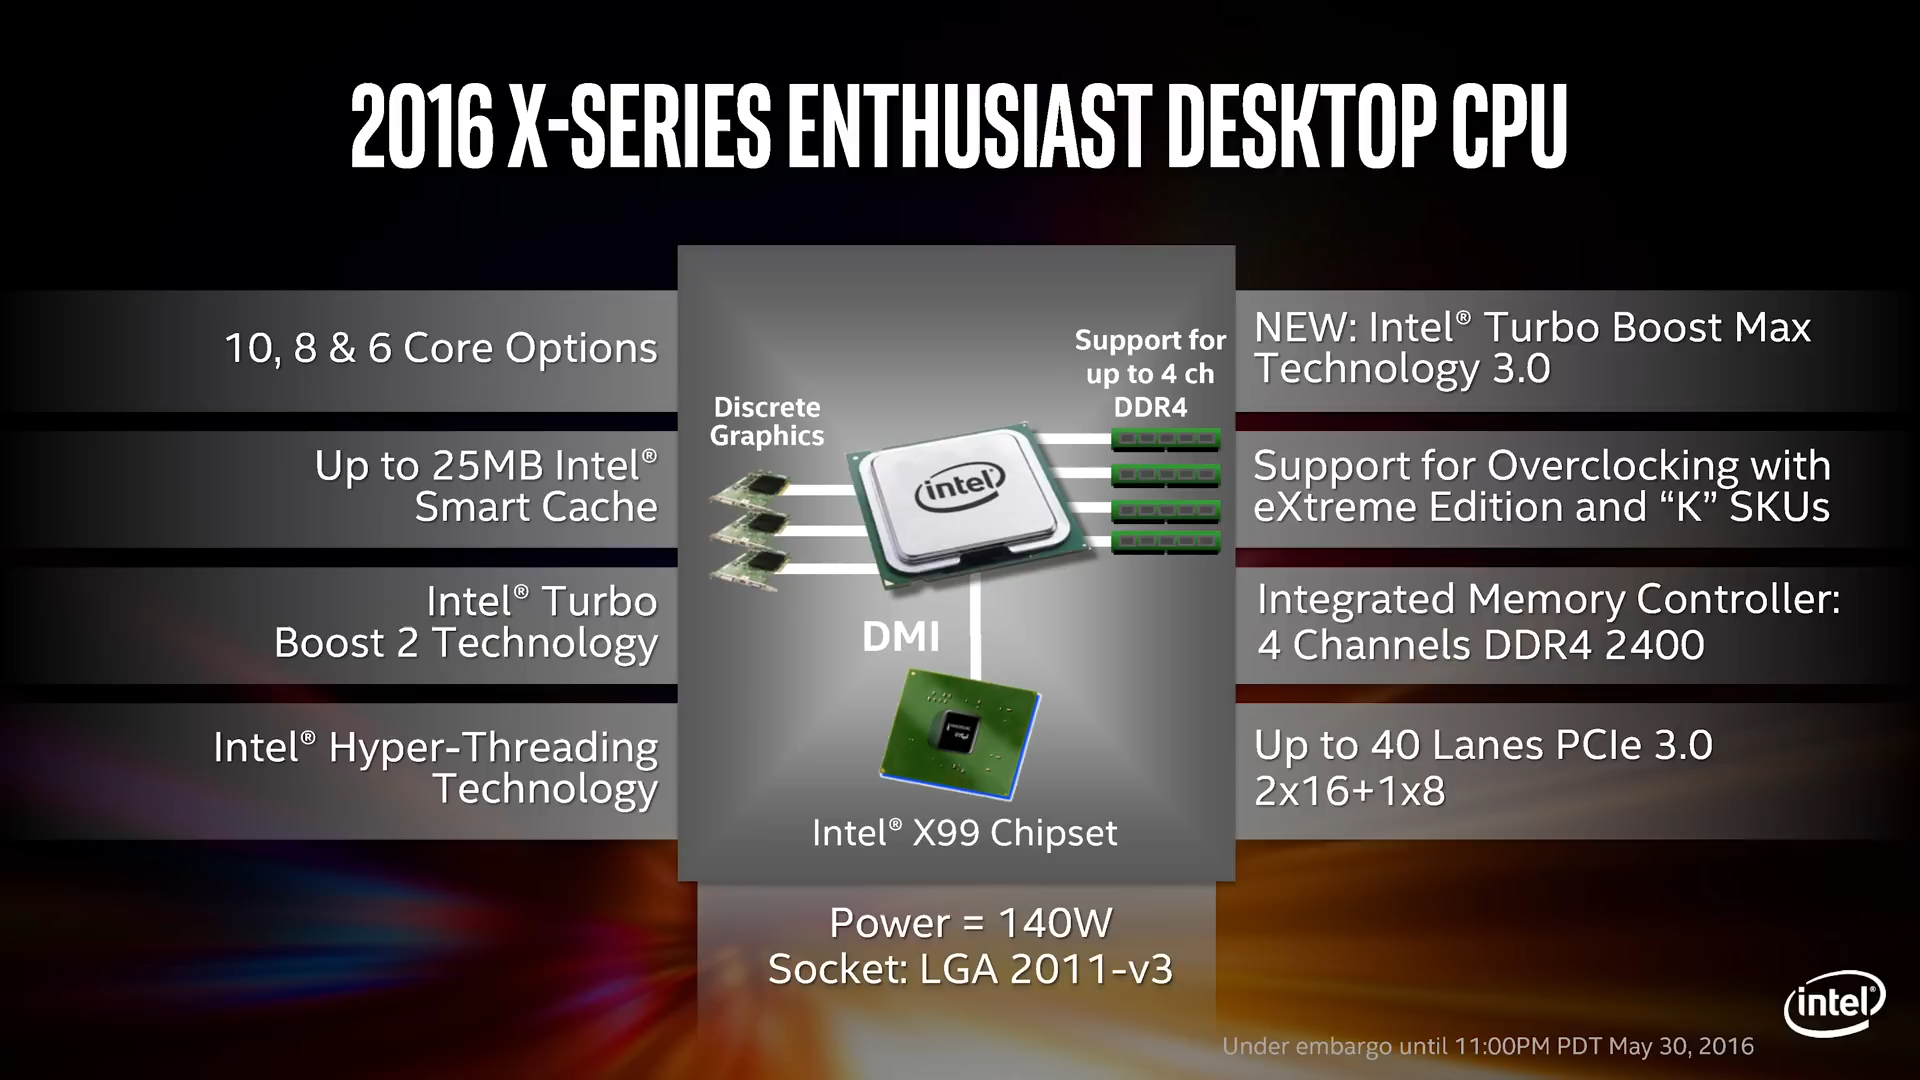 2016 X-SERIES ENTHUSIAST DESKTOP CPU
10, 8 & 6 Core Options
Up to 25MB Intel®
Smart Cache
Intel® Turbo
Boost 2 Technology
Intel® Hyper-Threading
Technology
Discrete
Graphics
Support for
up to 4 ch
DDR4
intel
DMI
Intel® X99 Chipset
NEW: Intel® Turbo Boost Max
Technology 3.0
Support for Overclocking with
eXtreme Edition and “K” SKUs
Integrated Memory Controller:
4 Channels DDR4 2400
Up to 40 Lanes PCIe 3.0
2x16+1x8
Power = 140W
Socket: LGA 2011-v3
intel®
Under embargo until 11:00PM PDT May 30, 2016